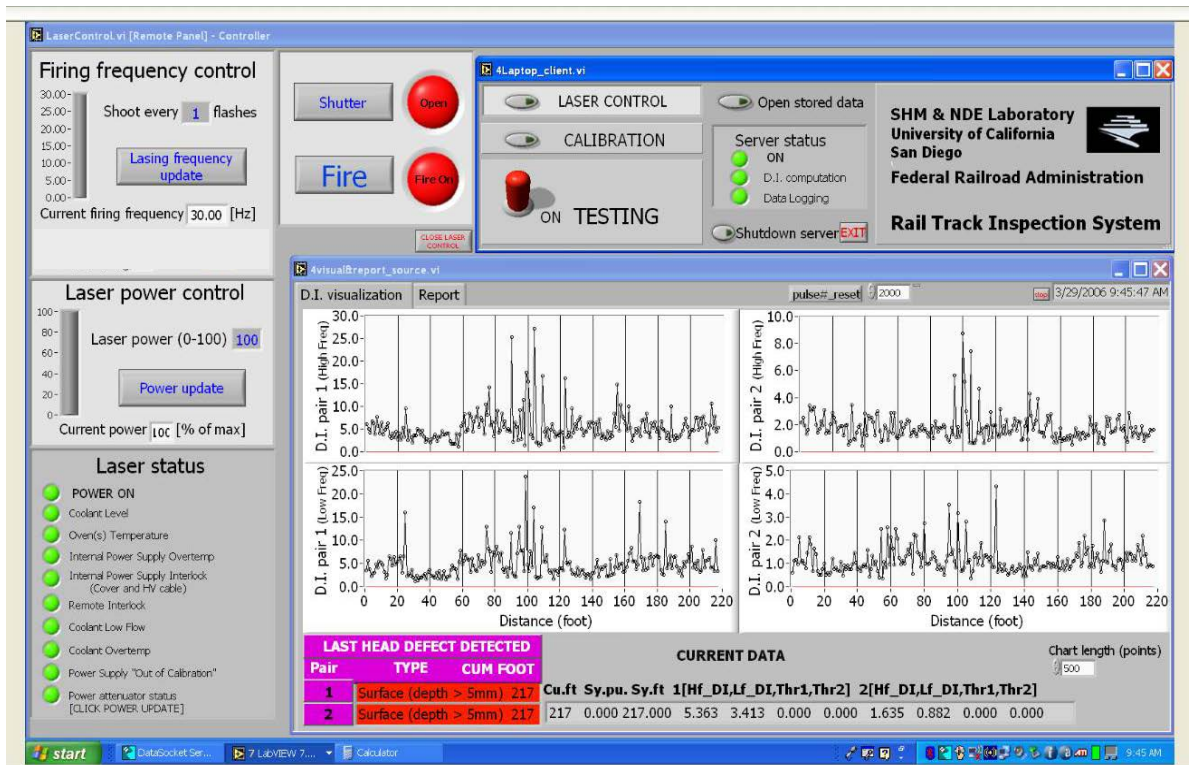 LaserControl.vi [Remote Panel] - Controller
Firing frequency control
30.00-
25.00-
20.00-
15.00-
10.00-
5.00-
0.00-
Shoot every 1 flashes
Lasing frequency
update
Current firing frequency 30.00 [Hz]
Laser power control
100-
80-
60-
40-
20-
0-
Laser power (0-100) 100
Power update
Current power 100 [% of max]
Laser status
POWER ON
Coolant Level
Oven(s) Temperature
Internal Power Supply Overtemp
Internal Power Supply Interlock
(Cover and HV cable)
Remote Interlock
Coolant Low Flow
Coolant Overtemp
Power Supply "Out of Calibration"
Power attenuator status
[CLICK POWER UPDATE]
Shutter
Open
Fire
Fire On
CLOSE LASER
CONTROL
4Laptop_client.vi
LASER CONTROL
CALIBRATION
ON TESTING
Open stored data
Server status
ON
D.I. computation
Data Logging
Shutdown server EXIT
SHM & NDE Laboratory
University of California
San Diego
Federal Railroad Administration
Rail Track Inspection System
4visual&report_source.vi
D.I. visualization Report
pulse#_reset 2000
stop 3/29/2006 9:45:47 AM
D.I. pair 1 (High Freq)
30.0-
25.0-
20.0-
15.0-
10.0-
5.0-
0.0-
D.I. pair 2 (High Freq)
10.0-
8.0-
6.0-
4.0-
2.0-
0.0-
D.I. pair 1 (Low Freq)
25.0-
20.0-
15.0-
10.0-
5.0-
0.0-
0 20 40 60 80 100 120 140 160 180 200 220
Distance (foot)
D.I. pair 2 (Low Freq)
5.0-
4.0-
3.0-
2.0-
1.0-
0.0-
0 20 40 60 80 100 120 140 160 180 200 220
Distance (foot)
LAST HEAD DEFECT DETECTED
Pair TYPE CUM FOOT
1 Surface (depth > 5mm) 217
2 Surface (depth > 5mm) 217
CURRENT DATA
Chart length (points)
500
Cu.ft Sy.pu. Sy.ft 1[Hf_DI,Lf_DI,Thr1,Thr2] 2[Hf_DI,Lf_DI,Thr1,Thr2]
217 0.000 217.000 5.363 3.413 0.000 0.000 1.635 0.882 0.000 0.000
start
DataSocket Ser...
7 LabVIEW 7....
Calculator
9:45 AM